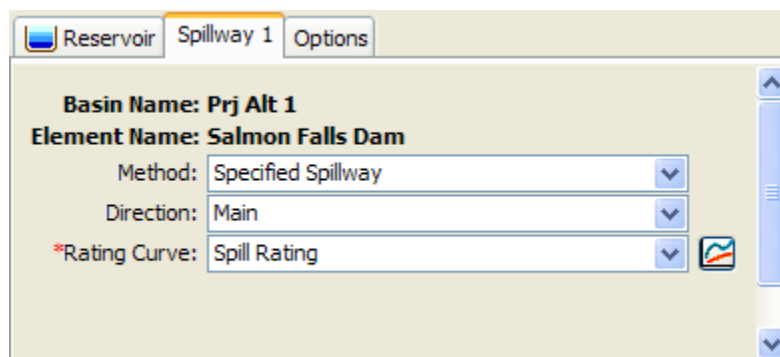 Reservoir Spillway 1 Options
Basin Name: Prj Alt 1
Element Name: Salmon Falls Dam
Method: Specified Spillway
Direction: Main
*Rating Curve: Spill Rating